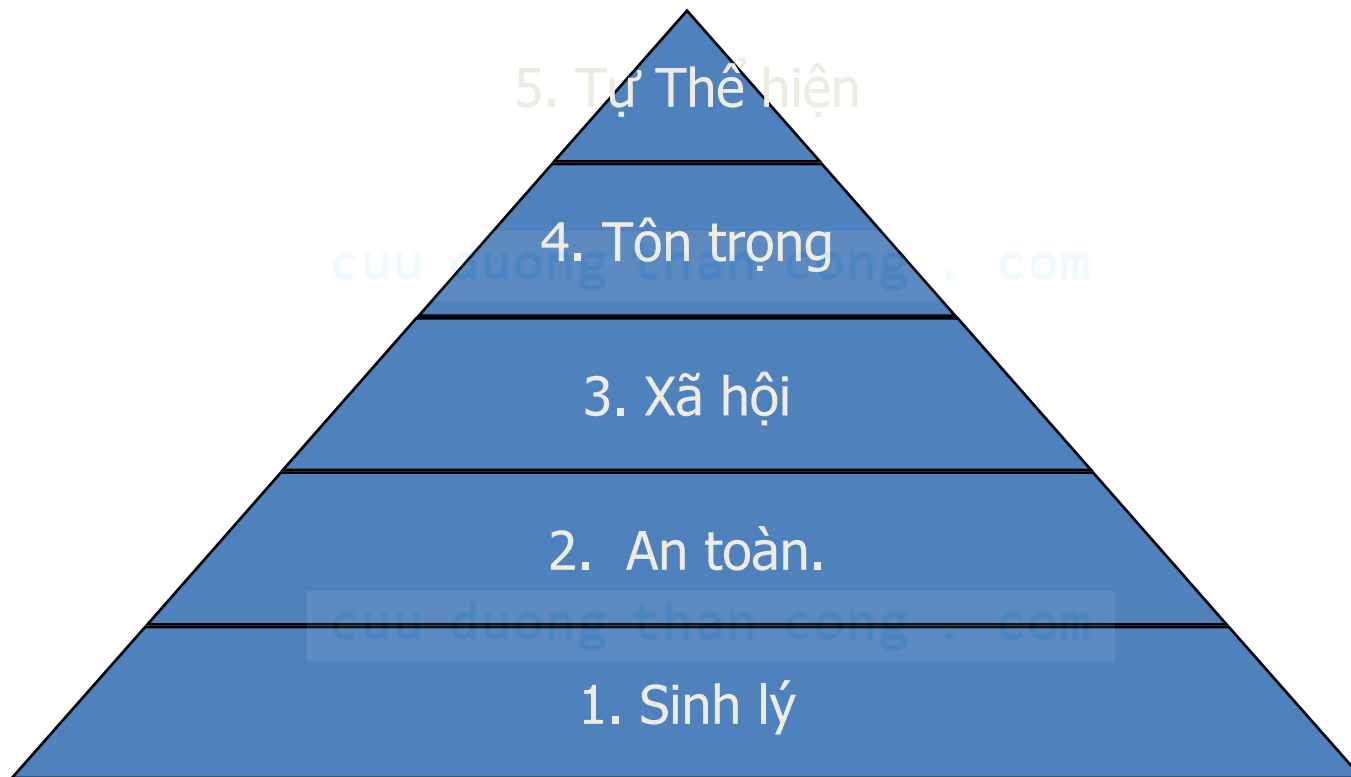 5. Tự Thể hiện
4. Tôn trọng
cuu duong than cong . com
3. Xã hội
2. An toàn.
cuu duong than cong . com
1. Sinh lý